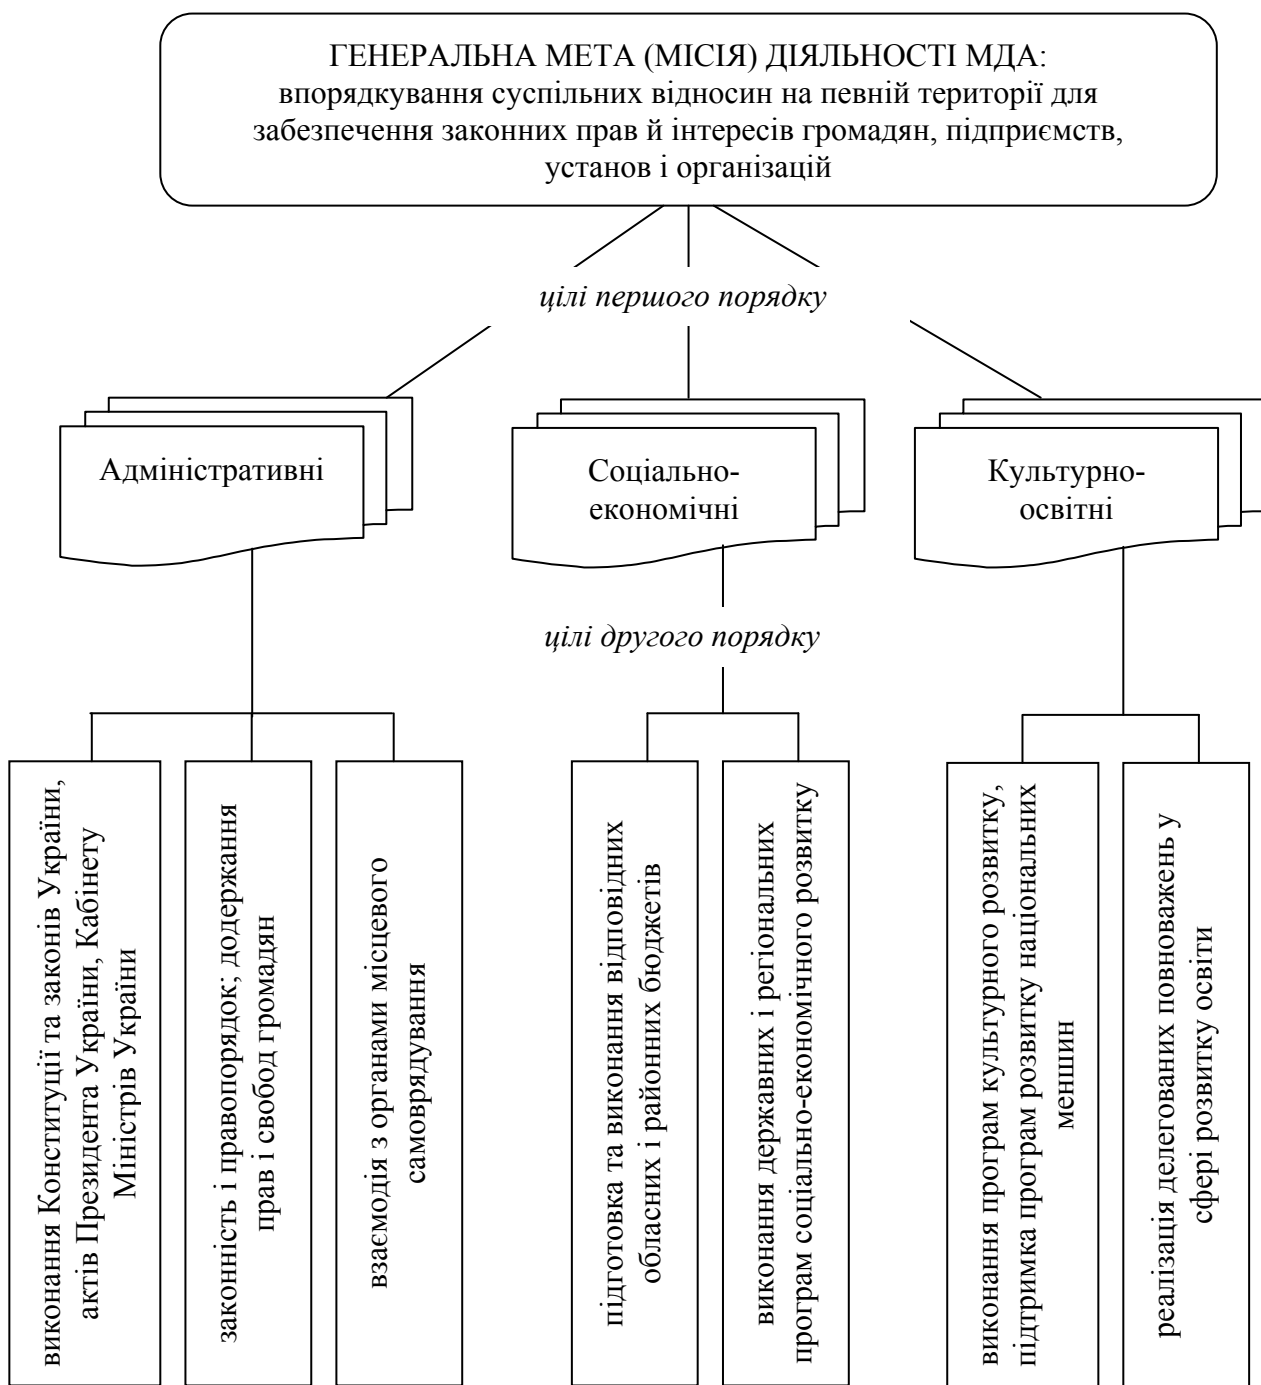 ГЕНЕРАЛЬНА МЕТА (МІСІЯ) ДІЯЛЬНОСТІ МДА:
впорядкування суспільних відносин на певній території для
забезпечення законних прав й інтересів громадян, підприємств,
установ і організацій
цілі першого порядку
Адміністративні
Соціально-
економічні
Культурно-
освітні
цілі другого порядку
виконання Конституції та законів України,
актів Президента України, Кабінету
Міністрів України
законність і правопорядок; додержання
прав і свобод громадян
взаємодія з органами місцевого
самоврядування
підготовка та виконання відповідних
обласних і районних бюджетів
виконання державних і регіональних
програм соціально-економічного розвитку
виконання програм культурного розвитку,
підтримка програм розвитку національних
меншин
реалізація делегованих повноважень у
сфері розвитку освіти